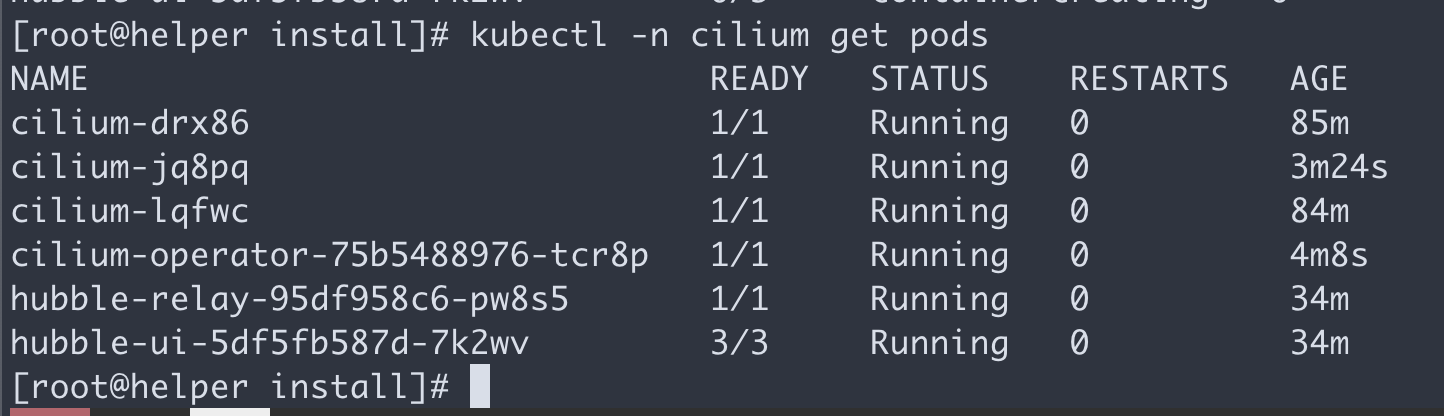 [root@helper install]# kubectl -n cilium get pods
NAME READY STATUS RESTARTS AGE
cilium-drx86 1/1 Running 0 85m
cilium-jq8pq 1/1 Running 0 3m24s
cilium-lqfwc 1/1 Running 0 84m
cilium-operator-75b5488976-tcr8p 1/1 Running 0 4m8s
hubble-relay-95df958c6-pw8s5 1/1 Running 0 34m
hubble-ui-5df5fb587d-7k2wv 3/3 Running 0 34m
[root@helper install]#